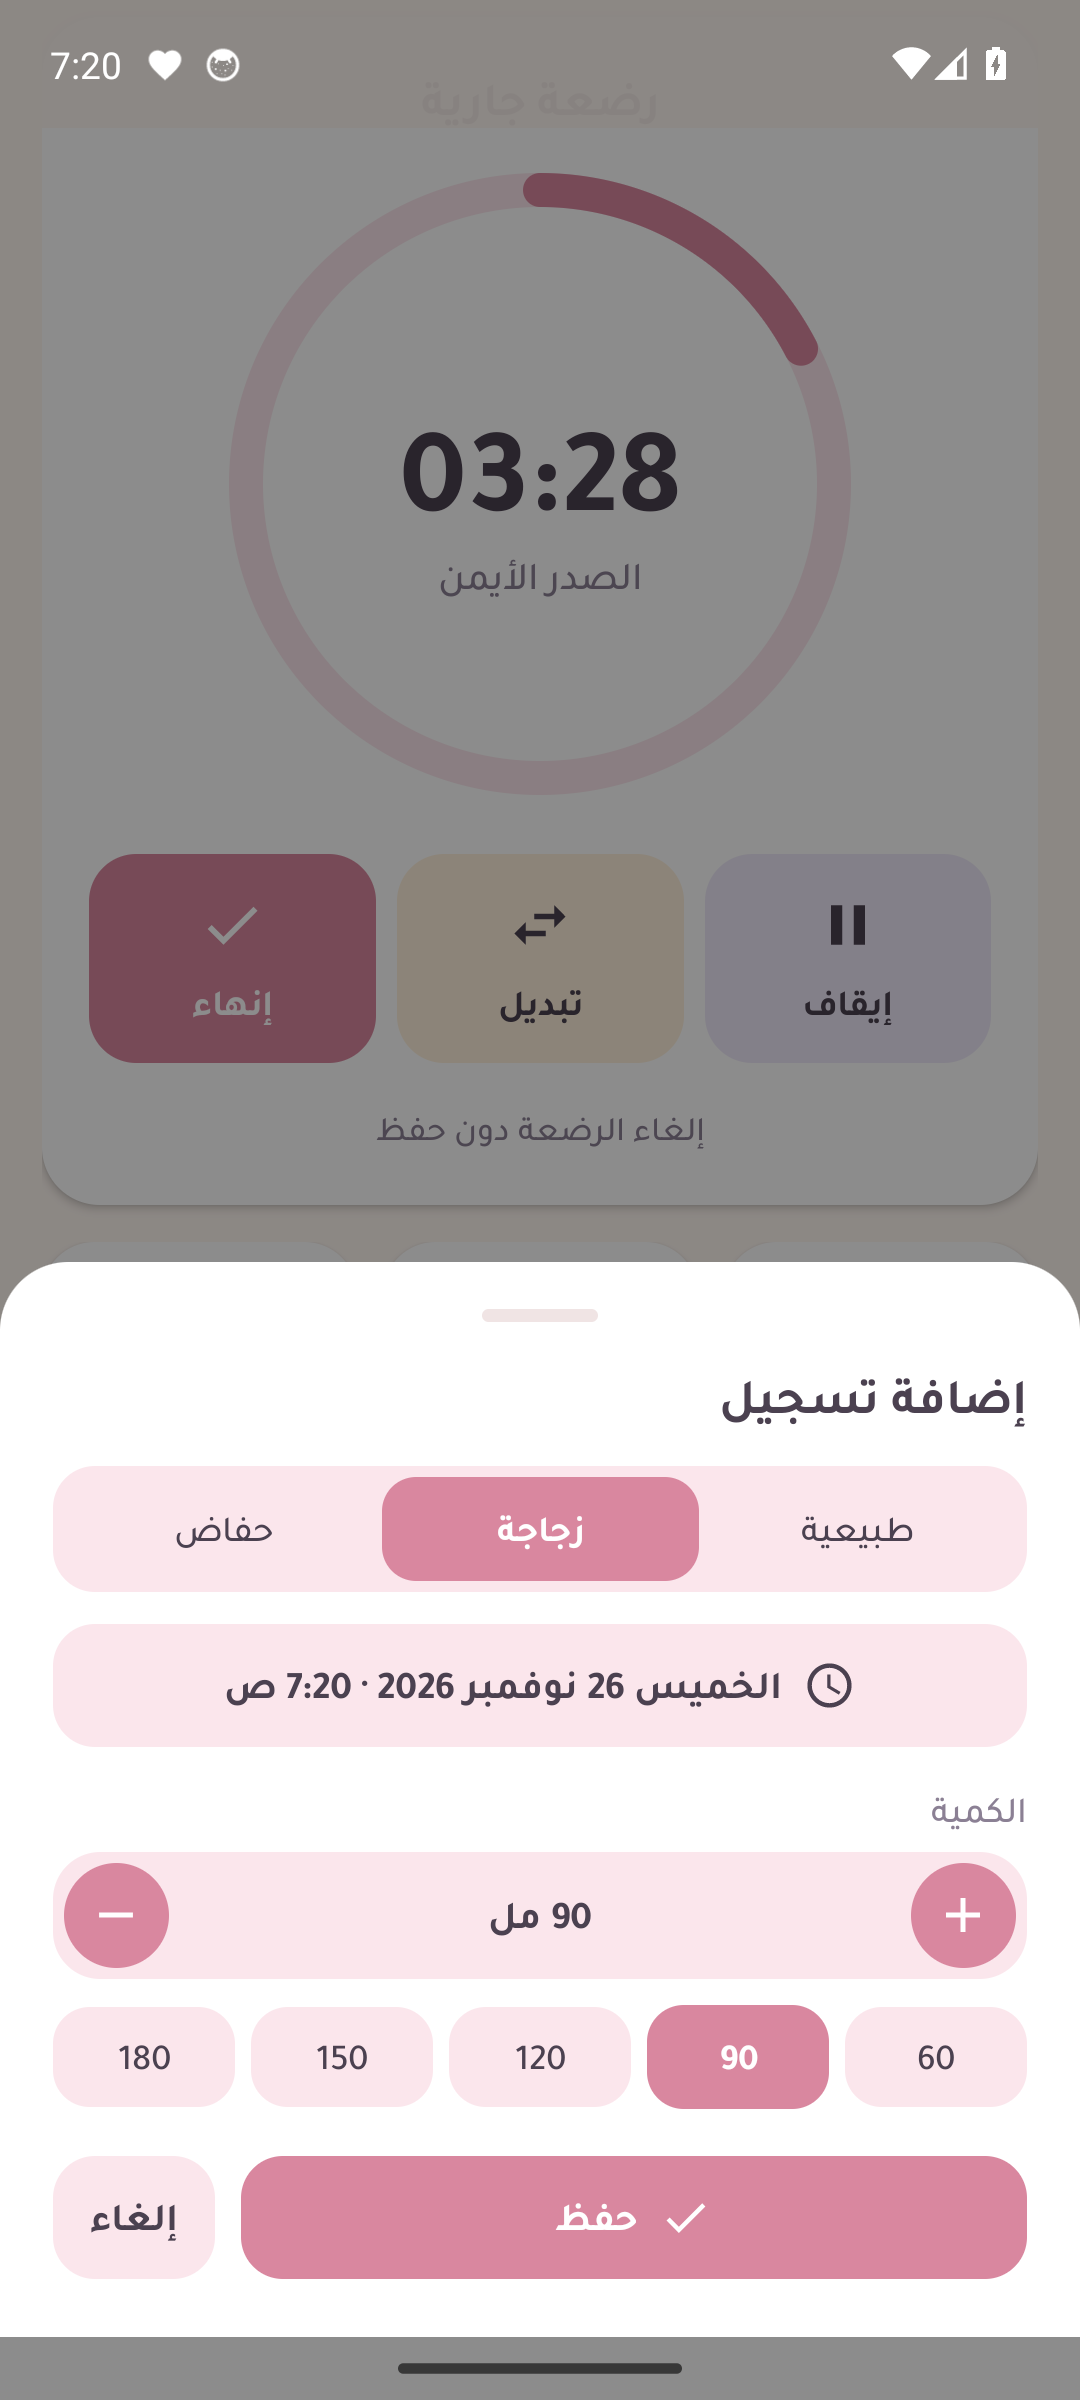 7:20
رضعة جارية
03:28
الصدر الأيمن
إيقاف
تبديل
إنهاء
إلغاء الرضعة دون حفظ
إضافة تسجيل
طبيعية
زجاجة
حفاض
الخميس 26 نوفمبر 2026 · 7:20 ص
الكمية
90 مل
60
90
120
150
180
حفظ
إلغاء